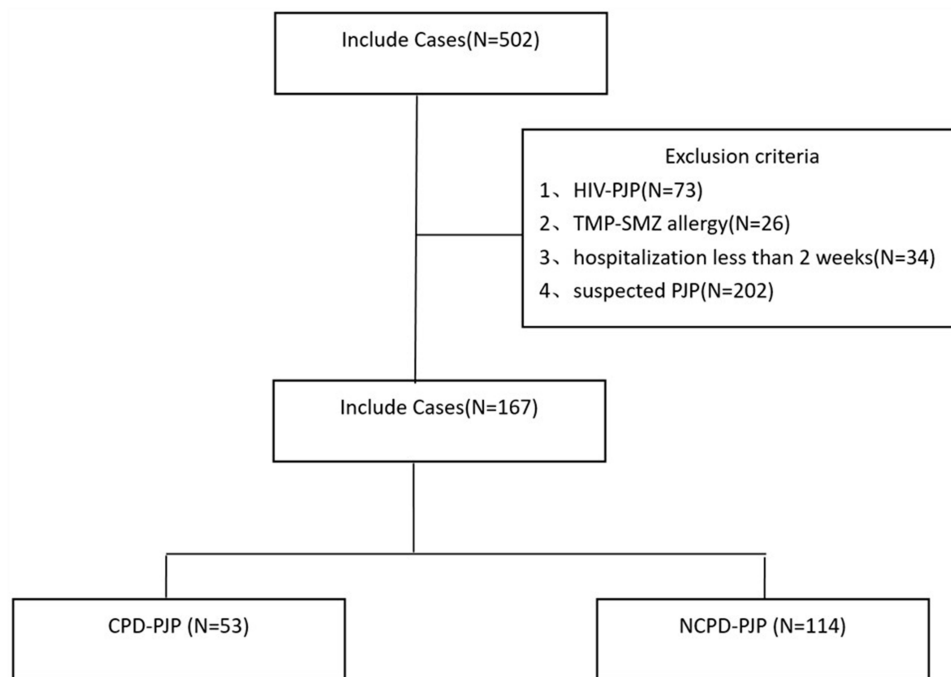 Include Cases(N=502)
Exclusion criteria
1、HIV-PJP(N=73)
2、TMP-SMZ allergy(N=26)
3、hospitalization less than 2 weeks(N=34)
4、suspected PJP(N=202)
Include Cases(N=167)
CPD-PJP (N=53)
NCPD-PJP (N=114)